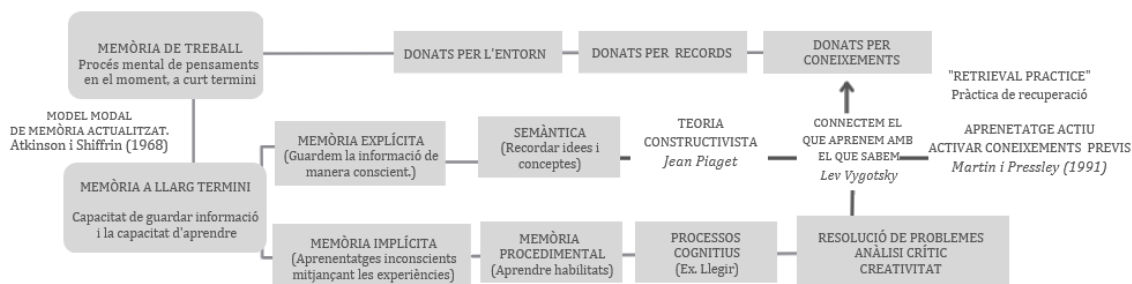 MEMÒRIA DE TREBALL
Procés mental de pensaments
en el moment, a curt termini
DONATS PER L'ENTORN
DONATS PER RECORDS
DONATS PER
CONEIXEMENTS
"RETRIEVAL PRACTICE"
Pràctica de recuperació
MODEL MODAL
DE MEMÒRIA ACTUALITZAT.
Atkinson i Shiffrin (1968)
MEMÒRIA EXPLÍCITA
(Guardem la informació de
manera conscient.)
SEMÀNTICA
(Recordar idees i
conceptes)
TEORIA
CONSTRUCTIVISTA
Jean Piaget
CONNECTEM EL
QUE APRENEM AMB
EL QUE SABEM
Lev Vygotsky
APRENETATGE ACTIU
ACTIVAR CONEIXEMENTS PREVIS
Martin i Pressley (1991)
MEMÒRIA A LLARG TERMINI
Capacitat de guardar informació
i la capacitat d'aprendre
MEMÒRIA IMPLÍCITA
(Aprenentatges inconscients
mitjançant les experiències)
MEMÒRIA
PROCEDIMENTAL
(Aprendre habilitats)
PROCESSOS
COGNITIUS
(Ex. Llegir)
RESOLUCIÓ DE PROBLEMES
ANÀLISI CRÍTIC
CREATIVITAT